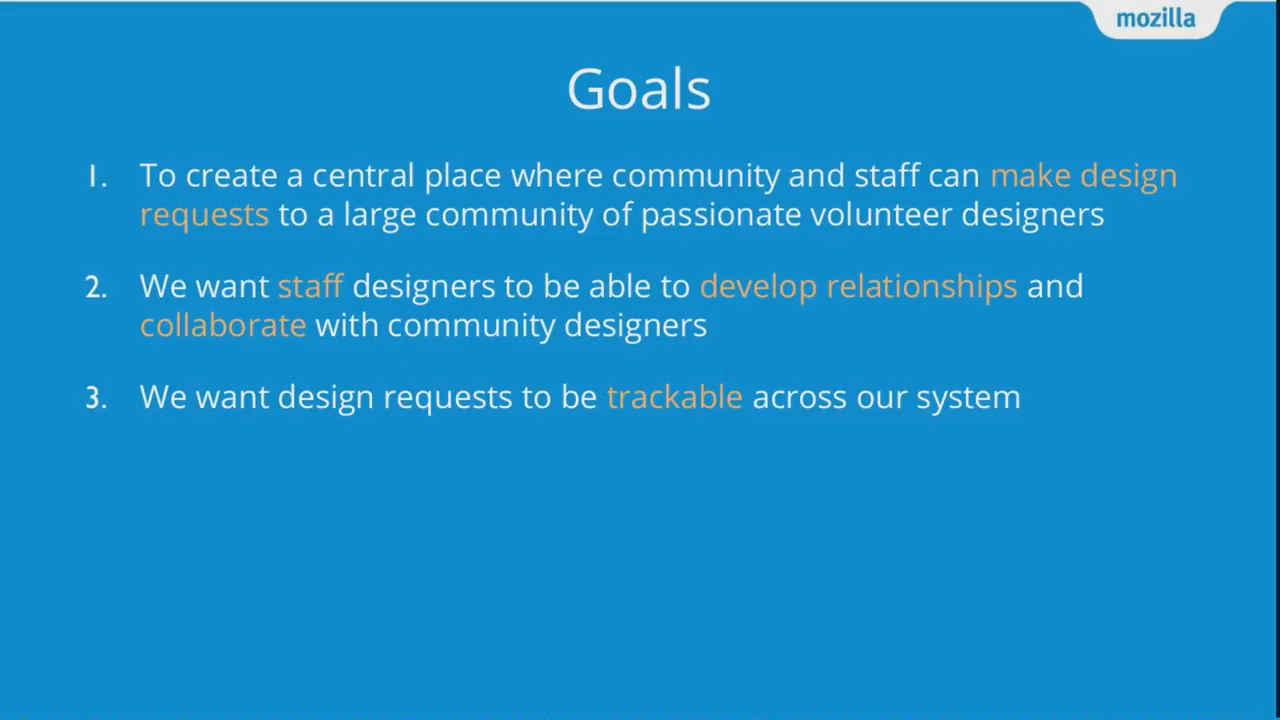 mozilla
Goals
1. To create a central place where community and staff can make design
requests to a large community of passionate volunteer designers
2. We want staff designers to be able to develop relationships and
collaborate with community designers
3. We want design requests to be trackable across our system